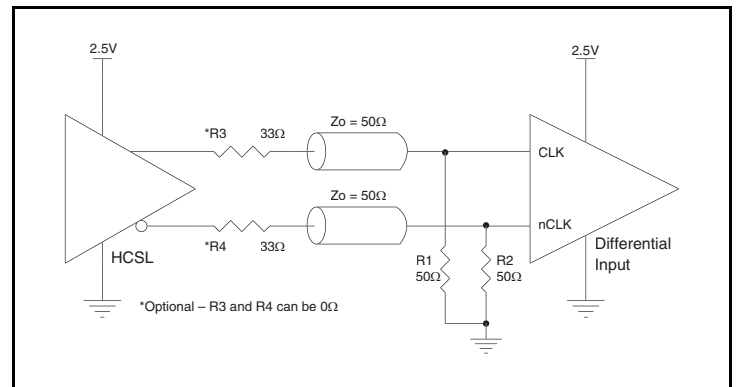 2.5V
2.5V
*R3 33Ω
Zo = 50Ω
CLK
Zo = 50Ω
nCLK
*R4 33Ω
HCSL
R1
50Ω
R2
50Ω
Differential
Input
*Optional – R3 and R4 can be 0Ω